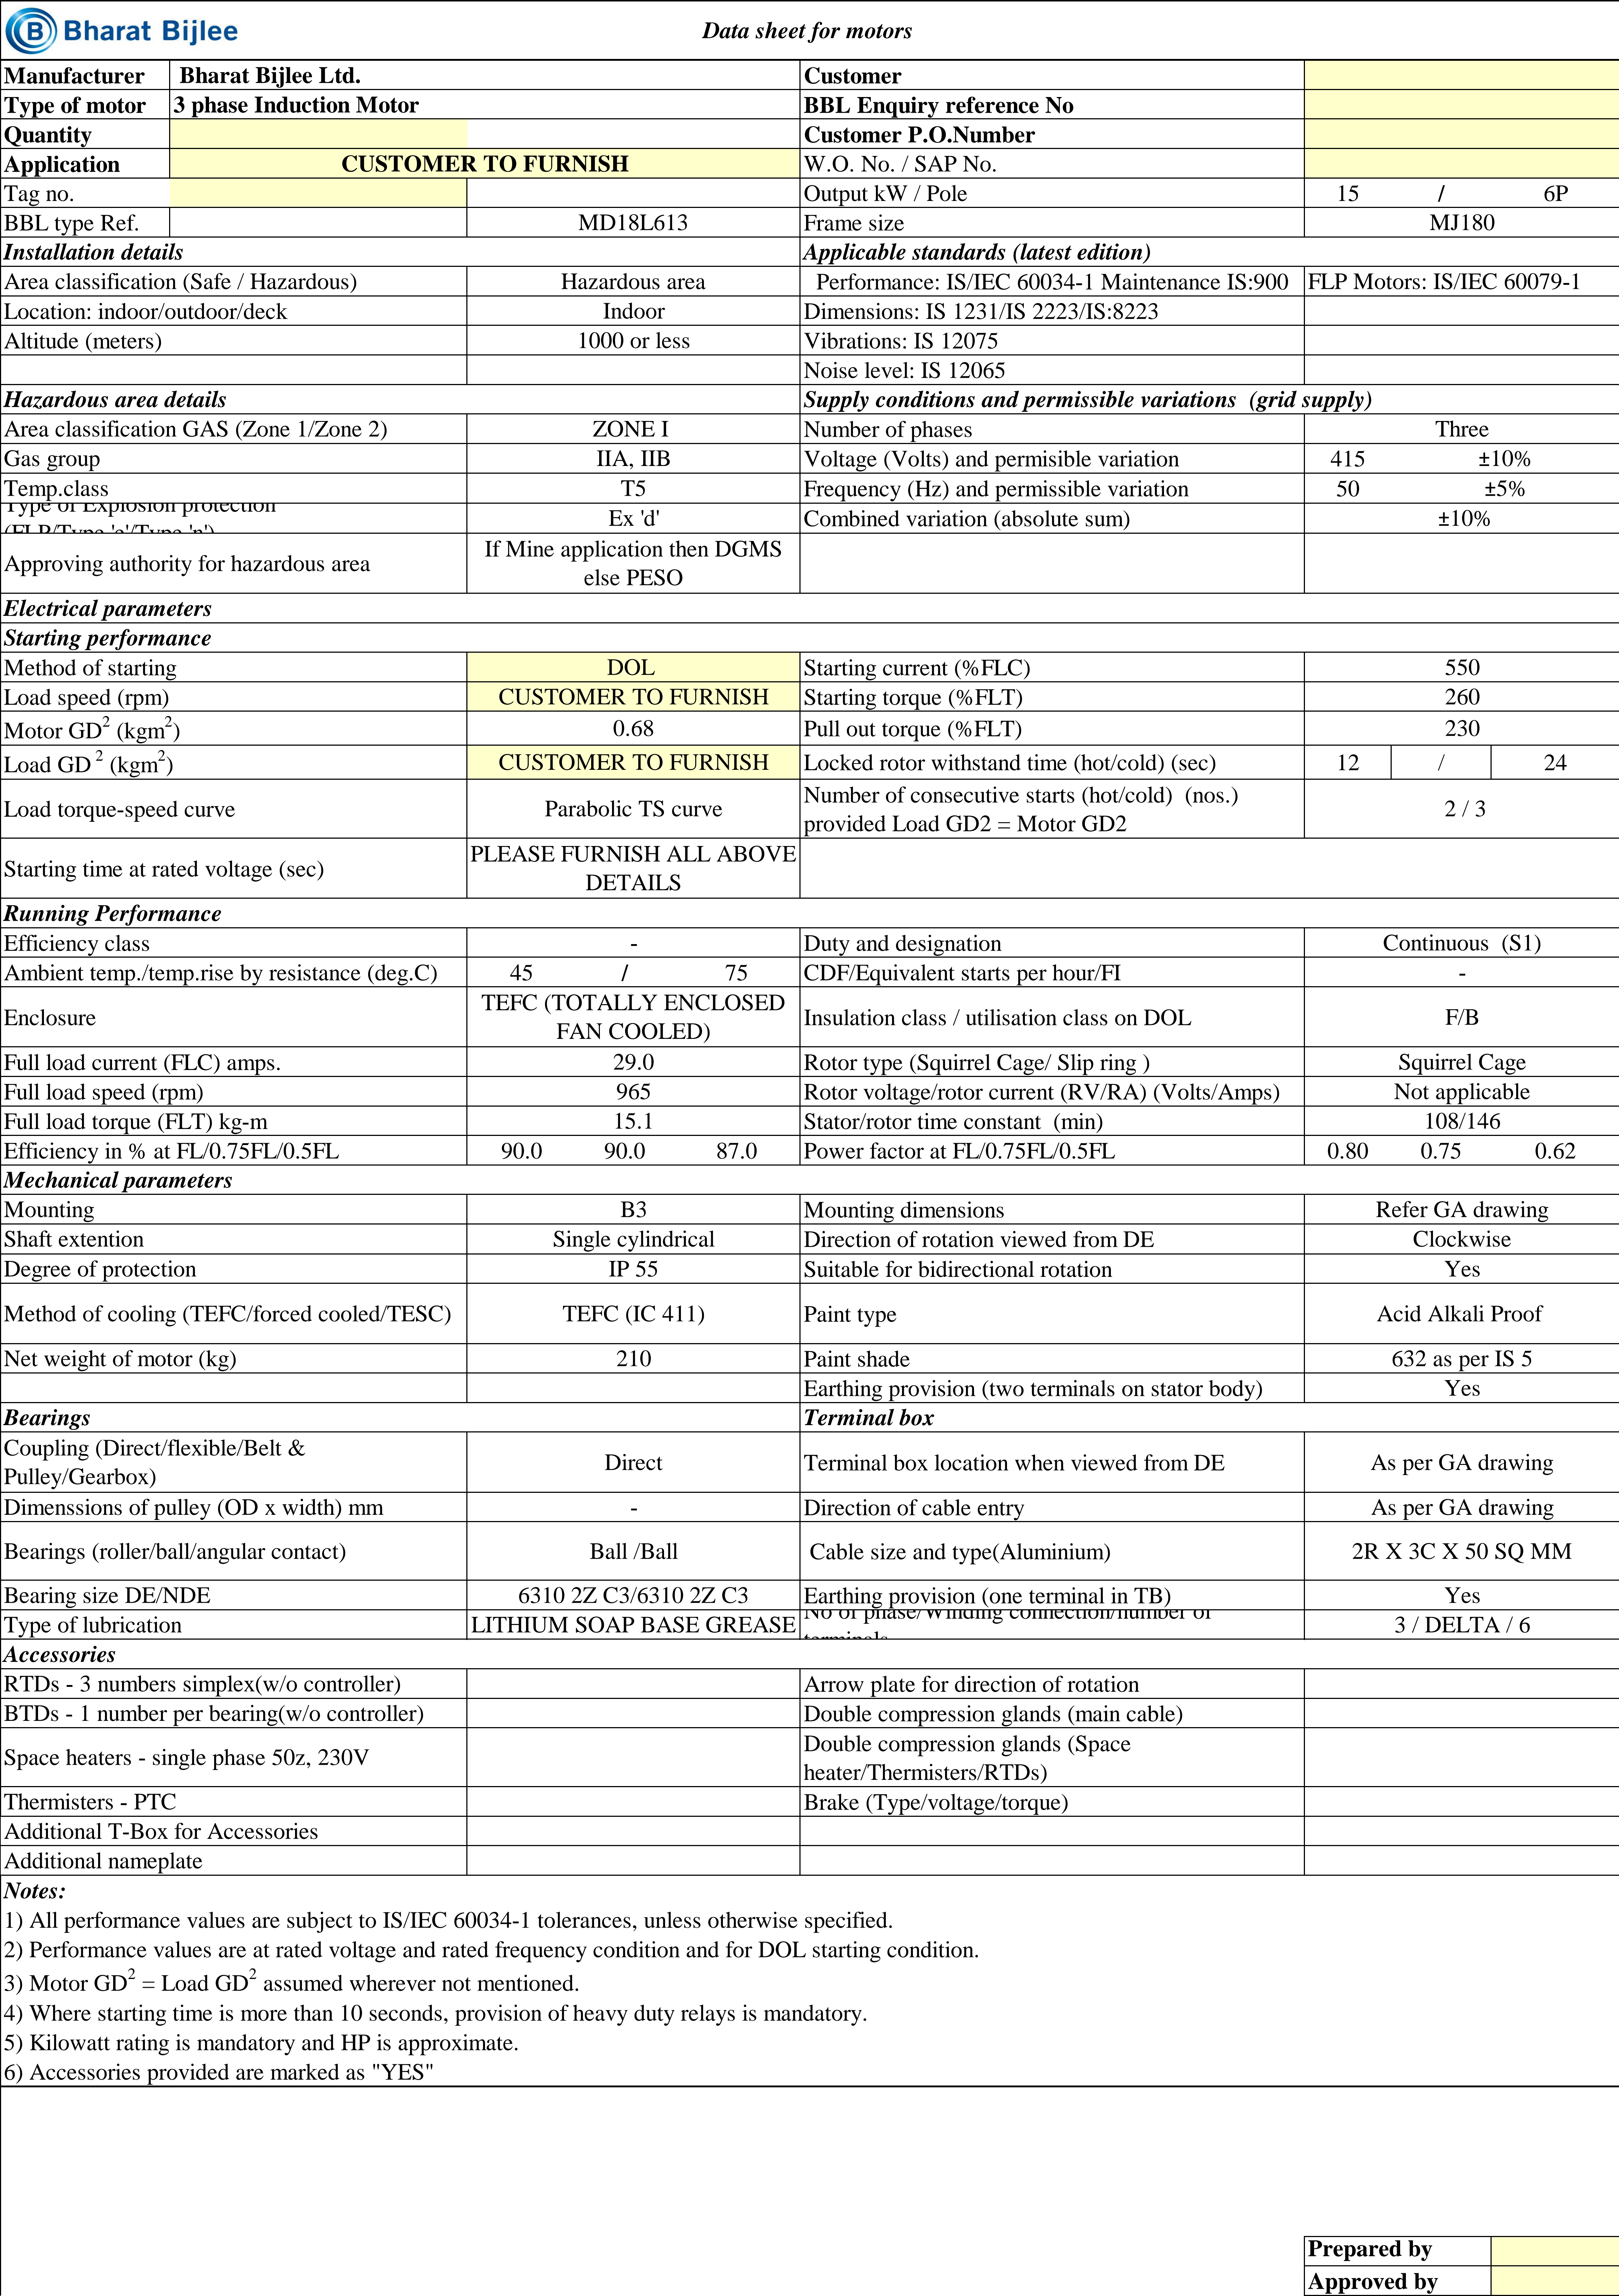 B Bharat Bijlee
Data sheet for motors
Manufacturer Bharat Bijlee Ltd. Customer
Type of motor 3 phase Induction Motor BBL Enquiry reference No
Quantity Customer P.O.Number
Application CUSTOMER TO FURNISH W.O. No. / SAP No.
Tag no. Output kW / Pole 15 / 6P
BBL type Ref. MD18L613 Frame size MJ180
Installation details Applicable standards (latest edition)
Area classification (Safe / Hazardous) Hazardous area Performance: IS/IEC 60034-1 Maintenance IS:900 FLP Motors: IS/IEC 60079-1
Location: indoor/outdoor/deck Indoor Dimensions: IS 1231/IS 2223/IS:8223
Altitude (meters) 1000 or less Vibrations: IS 12075
Noise level: IS 12065
Hazardous area details Supply conditions and permissible variations (grid supply)
Area classification GAS (Zone 1/Zone 2) ZONE I Number of phases Three
Gas group IIA, IIB Voltage (Volts) and permisible variation 415 ±10%
Temp.class T5 Frequency (Hz) and permissible variation 50 ±5%
Type of Explosion protection
(FLP/Type 'e'/Type 'n') Ex 'd' Combined variation (absolute sum) ±10%
Approving authority for hazardous area If Mine application then DGMS
else PESO
Electrical parameters
Starting performance
Method of starting DOL Starting current (%FLC) 550
Load speed (rpm) CUSTOMER TO FURNISH Starting torque (%FLT) 260
Motor GD² (kgm²) 0.68 Pull out torque (%FLT) 230
Load GD ² (kgm²) CUSTOMER TO FURNISH Locked rotor withstand time (hot/cold) (sec) 12 / 24
Load torque-speed curve Parabolic TS curve Number of consecutive starts (hot/cold) (nos.)
provided Load GD2 = Motor GD2 2 / 3
Starting time at rated voltage (sec) PLEASE FURNISH ALL ABOVE
DETAILS
Running Performance
Efficiency class - Duty and designation Continuous (S1)
Ambient temp./temp.rise by resistance (deg.C) 45 / 75 CDF/Equivalent starts per hour/FI -
Enclosure TEFC (TOTALLY ENCLOSED
FAN COOLED) Insulation class / utilisation class on DOL F/B
Full load current (FLC) amps. 29.0 Rotor type (Squirrel Cage/ Slip ring ) Squirrel Cage
Full load speed (rpm) 965 Rotor voltage/rotor current (RV/RA) (Volts/Amps) Not applicable
Full load torque (FLT) kg-m 15.1 Stator/rotor time constant (min) 108/146
Efficiency in % at FL/0.75FL/0.5FL 90.0 90.0 87.0 Power factor at FL/0.75FL/0.5FL 0.80 0.75 0.62
Mechanical parameters
Mounting B3 Mounting dimensions Refer GA drawing
Shaft extention Single cylindrical Direction of rotation viewed from DE Clockwise
Degree of protection IP 55 Suitable for bidirectional rotation Yes
Method of cooling (TEFC/forced cooled/TESC) TEFC (IC 411) Paint type Acid Alkali Proof
Net weight of motor (kg) 210 Paint shade 632 as per IS 5
Earthing provision (two terminals on stator body) Yes
Bearings Terminal box
Coupling (Direct/flexible/Belt &
Pulley/Gearbox) Direct Terminal box location when viewed from DE As per GA drawing
Dimenssions of pulley (OD x width) mm - Direction of cable entry As per GA drawing
Bearings (roller/ball/angular contact) Ball /Ball Cable size and type(Aluminium) 2R X 3C X 50 SQ MM
Bearing size DE/NDE 6310 2Z C3/6310 2Z C3 Earthing provision (one terminal in TB) Yes
Type of lubrication LITHIUM SOAP BASE GREASE No of phase/Winding connection/number of
terminals 3 / DELTA / 6
Accessories
RTDs - 3 numbers simplex(w/o controller) Arrow plate for direction of rotation
BTDs - 1 number per bearing(w/o controller) Double compression glands (main cable)
Space heaters - single phase 50z, 230V Double compression glands (Space
heater/Thermisters/RTDs)
Thermisters - PTC Brake (Type/voltage/torque)
Additional T-Box for Accessories
Additional nameplate
Notes:
1) All performance values are subject to IS/IEC 60034-1 tolerances, unless otherwise specified.
2) Performance values are at rated voltage and rated frequency condition and for DOL starting condition.
3) Motor GD² = Load GD² assumed wherever not mentioned.
4) Where starting time is more than 10 seconds, provision of heavy duty relays is mandatory.
5) Kilowatt rating is mandatory and HP is approximate.
6) Accessories provided are marked as "YES"
Prepared by
Approved by